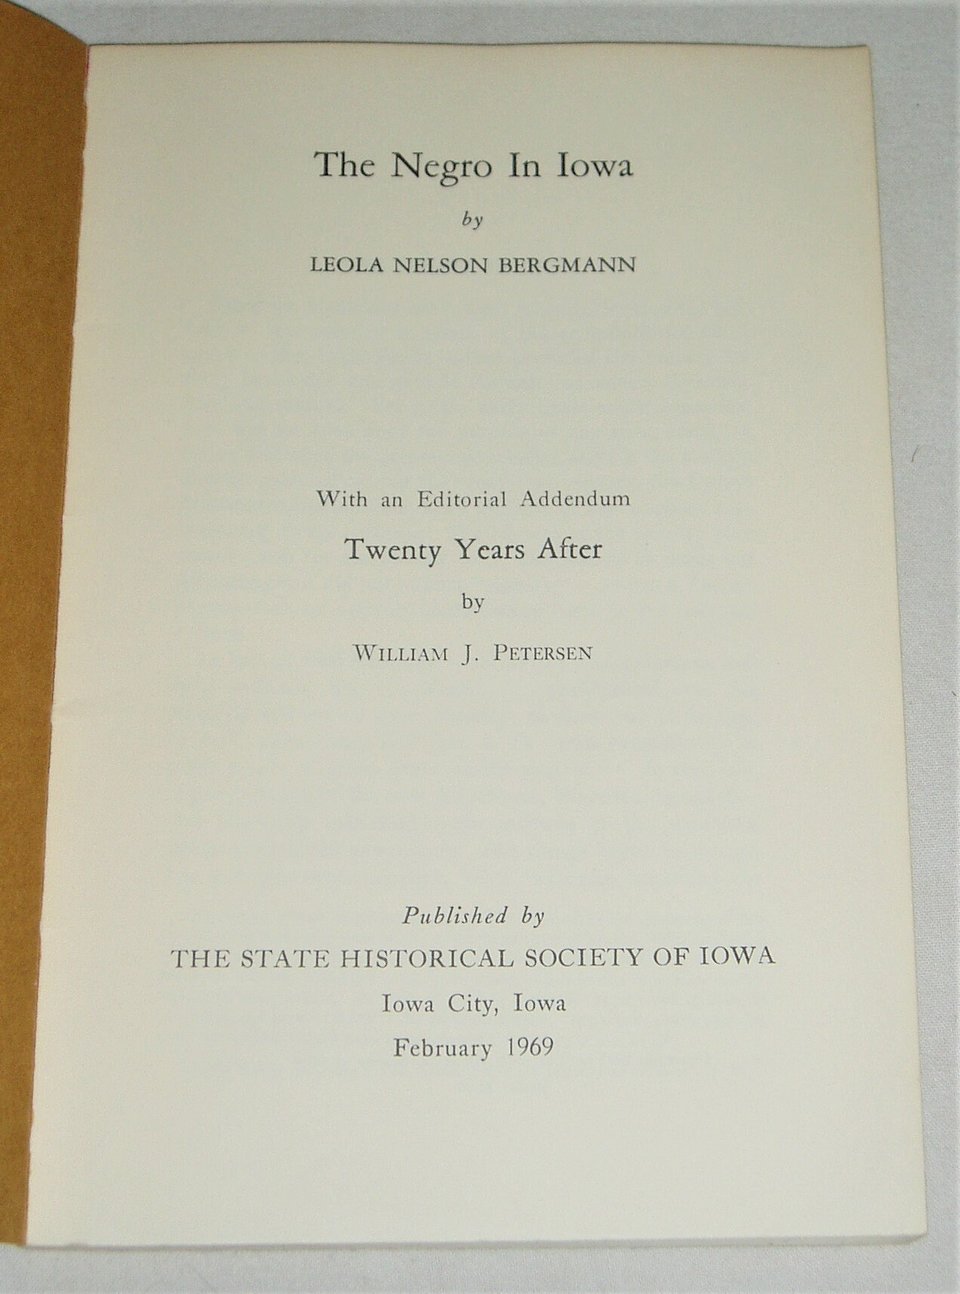 The Negro In Iowa
by
LEOLA NELSON BERGMANN
With an Editorial Addendum
Twenty Years After
by
WILLIAM J. PETERSEN
Published by
THE STATE HISTORICAL SOCIETY OF IOWA
Iowa City, Iowa
February 1969